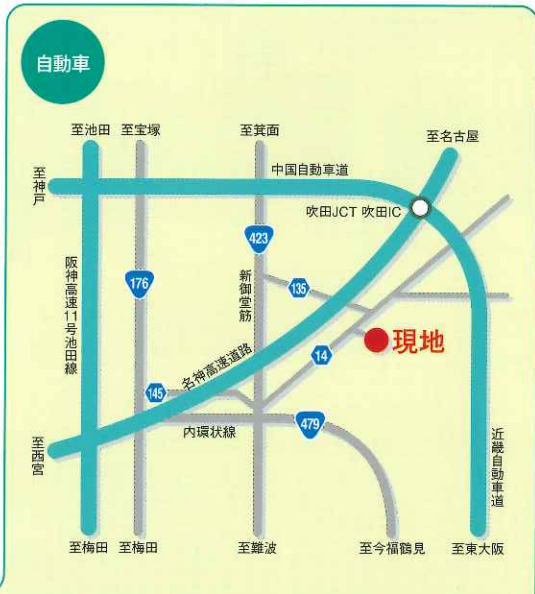 自動車
至池田
至宝塚
至箕面
至名古屋
至神戸
中国自動車道
吹田JCT 吹田IC
423
176
135
新御堂筋
阪神高速11号池田線
現地
14
名神高速道路
145
479
内環状線
至西宮
近畿自動車道
至梅田
至梅田
至難波
至今福鶴見
至東大阪